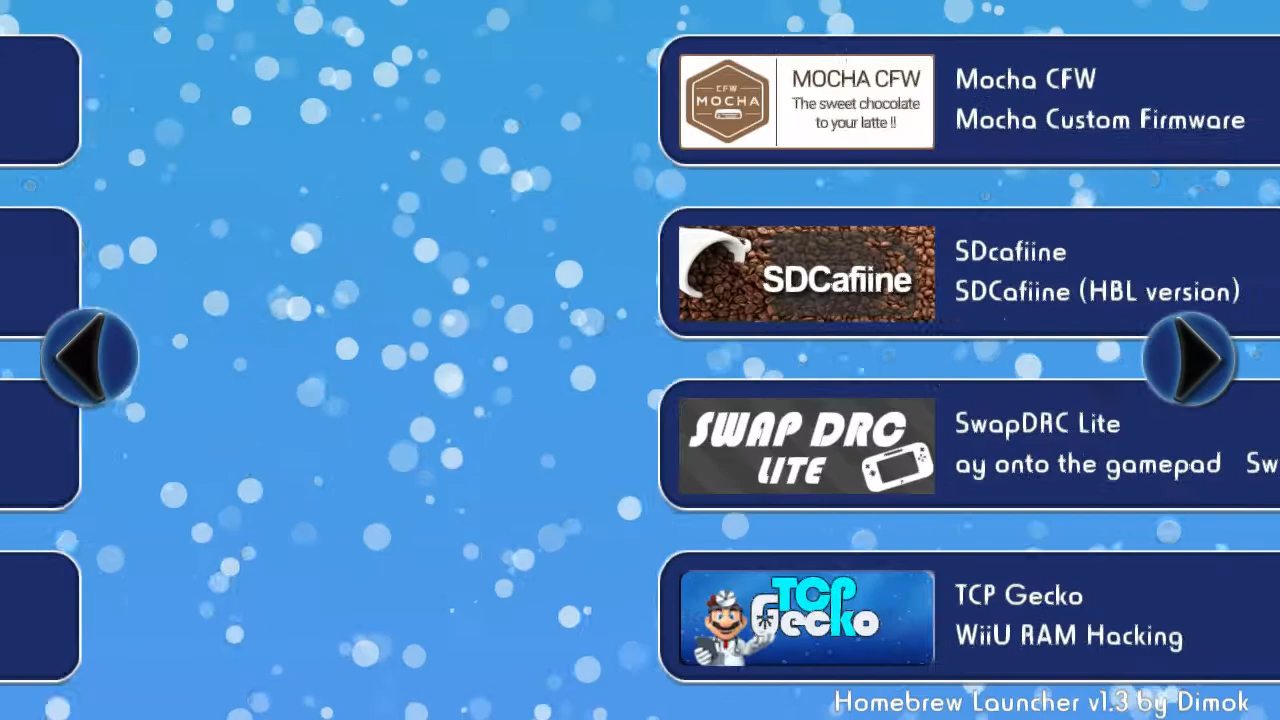 CFW
MOCHA
MOCHA CFW
The sweet chocolate
to your latte !!
Mocha CFW
Mocha Custom Firmware
SDCafiine
SDcafiine
SDCafiine (HBL version)
SWAP DRC
LITE
SwapDRC Lite
ay onto the gamepad Sw
TCP
Gecko
TCP Gecko
WiiU RAM Hacking
Homebrew Launcher v1.3 by Dimok